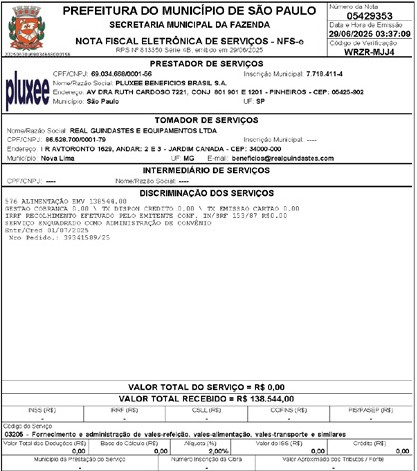 PREFEITURA DO MUNICÍPIO DE SÃO PAULO
SECRETARIA MUNICIPAL DA FAZENDA
NOTA FISCAL ELETRÔNICA DE SERVIÇOS - NFS-e
RPS Nº 613350 Série 4B, emitido em 29/06/2025
Número da Nota
05429353
Data e Hora de Emissão
29/06/2025 03:37:09
Código de Verificação
WRZR-MJJ4
PRESTADOR DE SERVIÇOS
pluxee
CPF/CNPJ: 69.034.668/0001-56 Inscrição Municipal: 7.718.411-4
Nome/Razão Social: PLUXEE BENEFICIOS BRASIL S.A.
Endereço: AV DRA RUTH CARDOSO 7221, CONJ 801 901 E 1201 - PINHEIROS - CEP: 05425-902
Município: São Paulo UF: SP
TOMADOR DE SERVIÇOS
Nome/Razão Social: REAL GUINDASTES E EQUIPAMENTOS LTDA
CPF/CNPJ: 86.528.700/0001-79 Inscrição Municipal: ----
Endereço: I R AVTORONTO 1629, ANDAR: 2 E 3 - JARDIM CANADA - CEP: 34000-000
Município: Nova Lima UF: MG E-mail: beneficios@realguindastes.com
INTERMEDIÁRIO DE SERVIÇOS
CPF/CNPJ: ---- Nome/Razão Social: ----
DISCRIMINAÇÃO DOS SERVIÇOS
576 ALIMENTAÇÃO EMV 138544,00
GESTAO COBRANCA 0,00 \ TX DISPON CREDITO 0,00 \ TX EMISSAO CARTAO 0,00
IRRF RECOLHIMENTO EFETUADO PELO EMITENTE CONF. IN/SRF 153/87 R$0,00
SERVIÇO ENQUADRADO COMO ADMINISTRAÇÃO DE CONVÊNIO
Entr/Cred 01/07/2025
Nro Pedido.: 39341589/25
VALOR TOTAL DO SERVIÇO = R$ 0,00
VALOR TOTAL RECEBIDO = R$ 138.544,00
INSS (R$) IRRF (R$) CSLL (R$) COFINS (R$) PIS/PASEP (R$)
- - - - -
Código do Serviço
03205 - Fornecimento e administração de vales-refeição, vales-alimentação, vales-transporte e similares
Valor Total das Deduções (R$) Base de Cálculo (R$) Alíquota (%) Valor do ISS (R$) Crédito (R$)
0,00 0,00 2,00% 0,00 0,00
Município da Prestação do Serviço Número Inscrição da Obra Valor Aproximado dos Tributos / Fonte
- - -